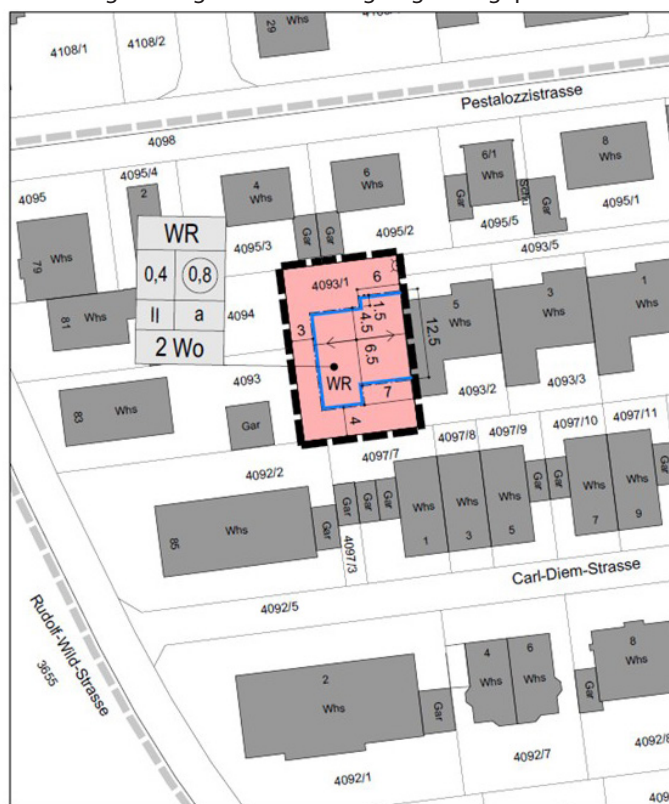 4108/1
4108/2
29
Whs
Pestalozzistrasse
4098
4095
4095/4
2
4
Whs
6
Whs
6/1
Whs
8
Whs
Gar
Schu
Gar
4095/1
4095/5
4095/2
4095/3
Gar
Gar
4093/5
WR
0,4
0,8
II
a
2 Wo
79
Whs
81
Whs
4094
4093/1
6
1.5
4.5
6.5
12.5
3
WR
7
4
5
Whs
3
Whs
1
Whs
4093/2
4093/3
4093
83
Whs
Gar
4092/2
4097/7
4097/8
4097/9
4097/10
4097/11
85
Whs
Gar
Gar
Gar
Gar
4097/3
Whs
1
Whs
3
Whs
5
Gar
Gar
Whs
7
Whs
9
Gar
Carl-Diem-Strasse
4092/5
Rudolf-Wild-Strasse
3655
2
Whs
Gar
4
Whs
6
Whs
Gar
8
Whs
4092/1
4092/7
4092/8